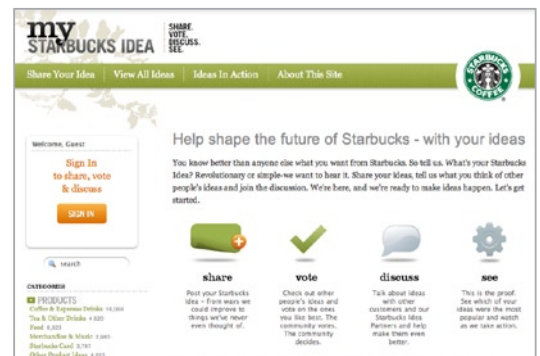 my
STARBUCKS IDEA
SHARE.
VOTE.
DISCUSS.
SEE.
Share Your Idea
View All Ideas
Ideas In Action
About This Site
STARBUCKS
COFFEE
Welcome, Guest
Sign In
to share, vote
& discuss
SIGN IN
search
CATEGORIES
PRODUCTS
Coffee & Espresso Drinks
Tea & Other Drinks
Food
Merchandise & Music
Starbucks Card
Other Product Ideas
Help shape the future of Starbucks - with your ideas
You know better than anyone else what you want from Starbucks. So tell us. What's your Starbucks
Idea? Revolutionary or simple-we want to hear it. Share your ideas, tell us what you think of other
people's ideas and join the discussion. We're here, and we're ready to make ideas happen. Let's get
started.
share
Post your Starbucks
Idea - from ways we
could improve to
things we've never
even thought of.
vote
Check out other
people's ideas and
vote on the ones
you like best. The
community votes.
The community
decides.
discuss
Talk about ideas
with other
customers and our
Starbucks Idea
Partners and help
make them even
better.
see
This is the proof.
See which of your
ideas were the most
popular and watch
as we take action.